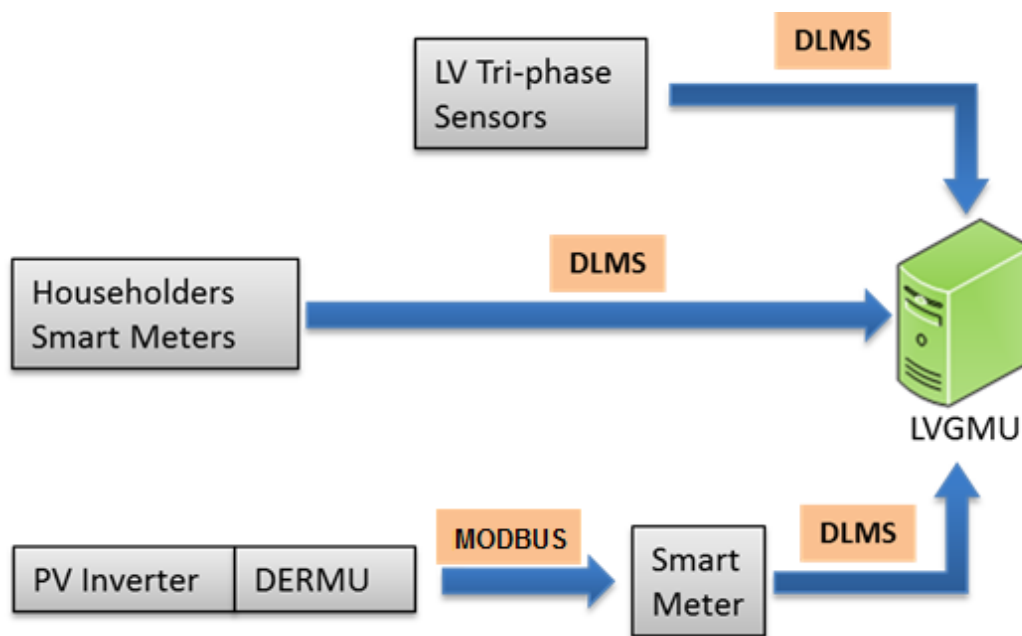 DLMS
LV Tri-phase
Sensors
DLMS
Householders
Smart Meters
LVGMU
MODBUS
DLMS
PV Inverter
DERMU
Smart
Meter